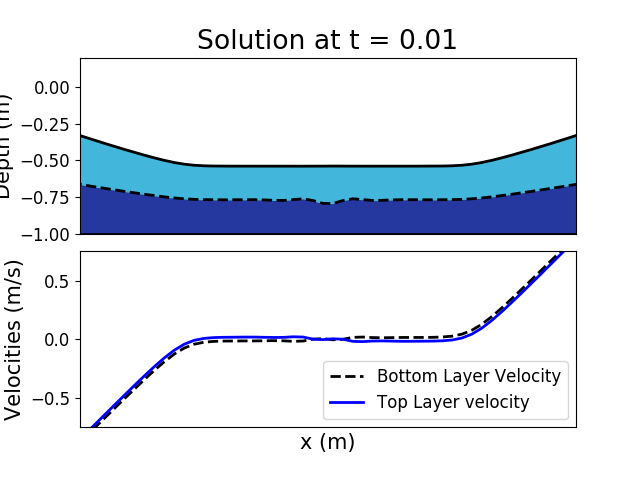 Solution at t = 0.01
0.00
−0.25
−0.50
−0.75
−1.00
Depth (m)
0.5
0.0
−0.5
Velocities (m/s)
Bottom Layer Velocity
Top Layer velocity
x (m)